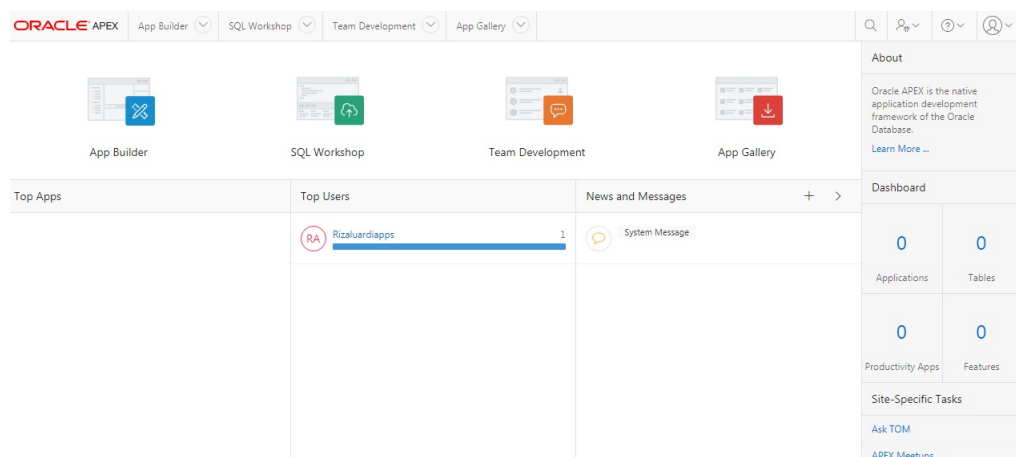 ORACLE APEX App Builder SQL Workshop Team Development App Gallery
About
Oracle APEX is the native
application development
framework of the Oracle
Database.
Learn More ...
App Builder SQL Workshop Team Development App Gallery
Top Apps Top Users News and Messages
RA Rizaluardiapps 1
System Message
Dashboard
0 0
Applications Tables
0 0
Productivity Apps Features
Site-Specific Tasks
Ask TOM
APEX Meetups